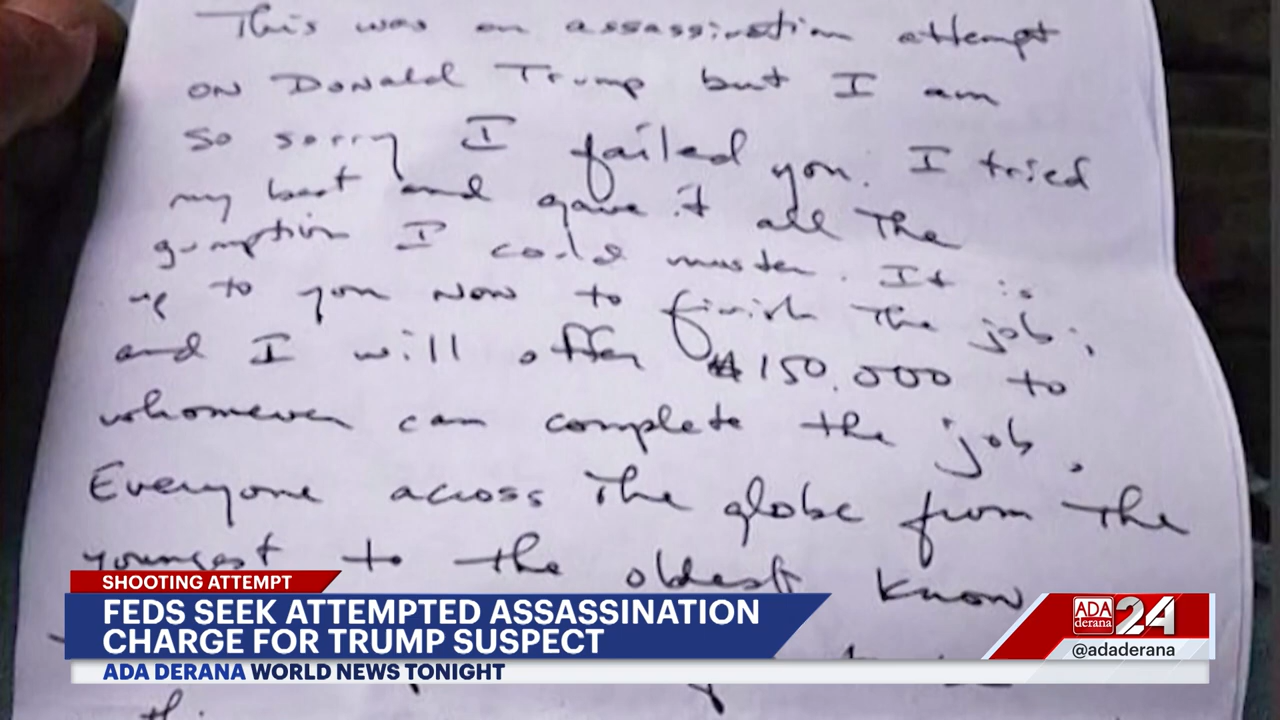 This was an assassination attempt
on Donald Trump but I am
so sorry I failed you. I tried
my best and gave it all the
gumption I could muster. It is
up to you now to finish the job;
and I will offer $150,000 to
whomever can complete the job.
Everyone across the globe from the
youngest to the oldest know
SHOOTING ATTEMPT
FEDS SEEK ATTEMPTED ASSASSINATION
CHARGE FOR TRUMP SUSPECT
ADA DERANA WORLD NEWS TONIGHT
ADA
derana
24
@adaderana